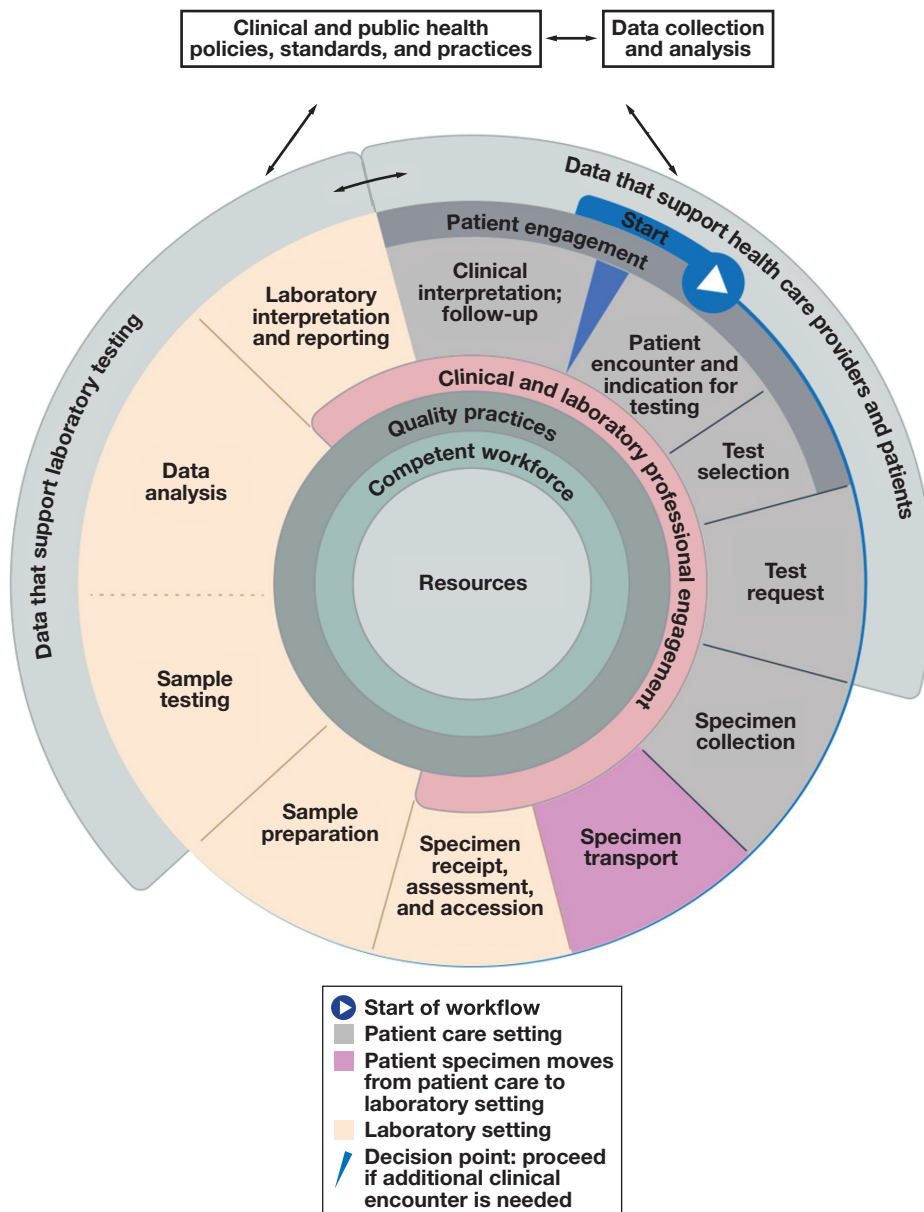 Clinical and public health
policies, standards, and practices
Data collection
and analysis
Data that support health care providers and patients
Data that support laboratory testing
Patient engagement
Start
Clinical
interpretation;
follow-up
Patient
encounter and
indication for
testing
Test
selection
Test
request
Specimen
collection
Specimen
transport
Specimen
receipt,
assessment,
and accession
Sample
preparation
Sample
testing
Data
analysis
Laboratory
interpretation
and reporting
Clinical and laboratory professional engagement
Quality practices
Competent workforce
Resources
Start of workflow
Patient care setting
Patient specimen moves
from patient care to
laboratory setting
Laboratory setting
Decision point: proceed
if additional clinical
encounter is needed